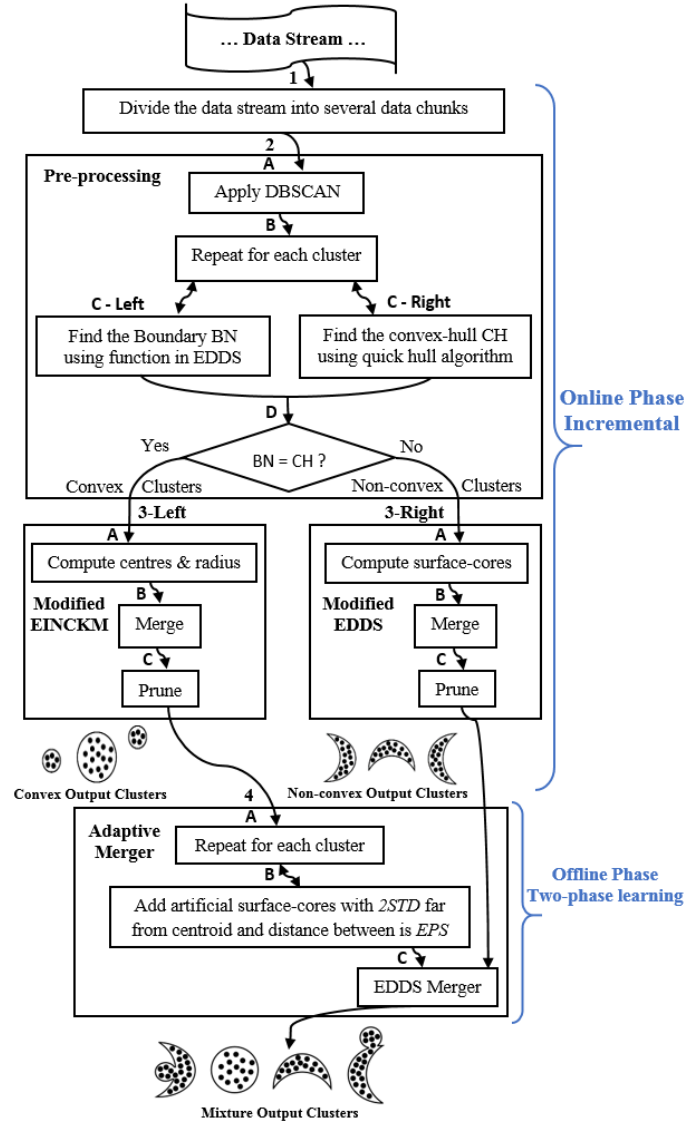 ... Data Stream ...
1
Divide the data stream into several data chunks
2
A
Pre-processing
Apply DBSCAN
B
Repeat for each cluster
C - Left
C - Right
Find the Boundary BN
using function in EDDS
Find the convex-hull CH
using quick hull algorithm
D
Yes
BN = CH ?
No
Convex Clusters
Non-convex Clusters
Online Phase
Incremental
3-Left
A
Compute centres & radius
B
Modified
EINCKM
Merge
C
Prune
3-Right
A
Compute surface-cores
B
Modified
EDDS
Merge
C
Prune
Convex Output Clusters
Non-convex Output Clusters
4
A
Adaptive
Merger
Repeat for each cluster
B
Add artificial surface-cores with 2STD far
from centroid and distance between is EPS
C
EDDS Merger
Offline Phase
Two-phase learning
Mixture Output Clusters